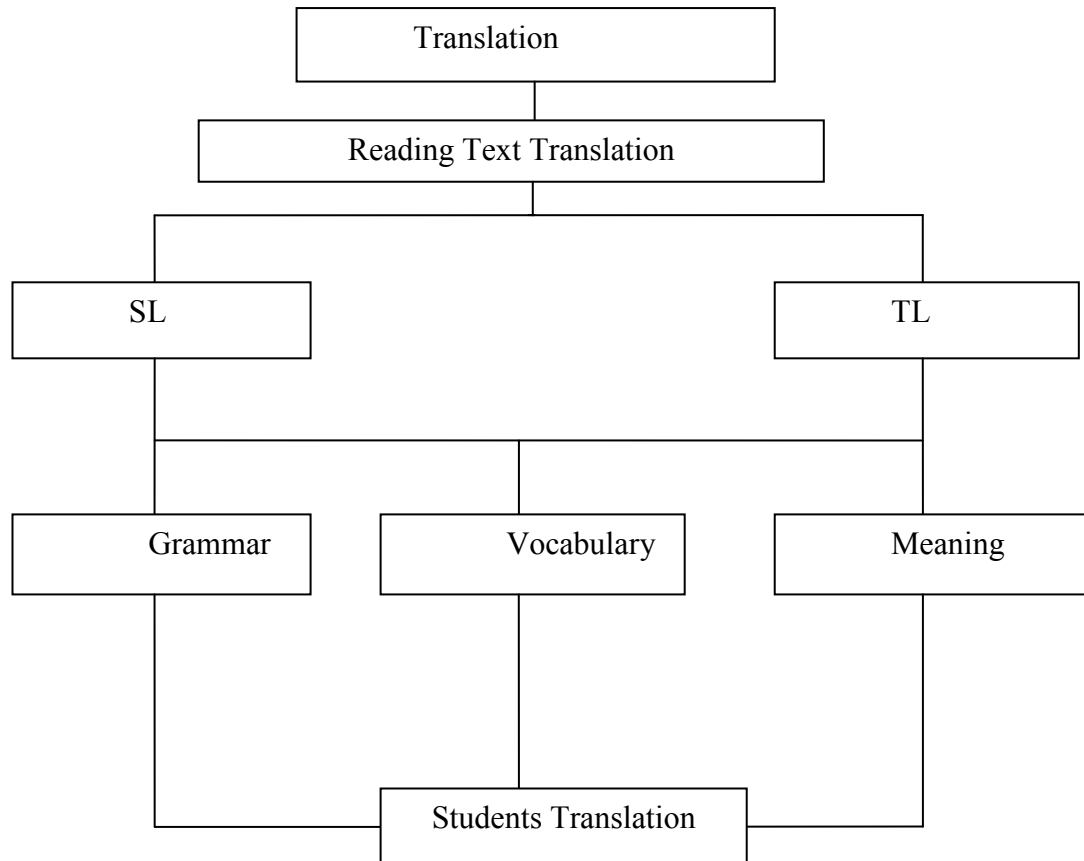 Translation
Reading Text Translation
SL
TL
Grammar
Vocabulary
Meaning
Students Translation